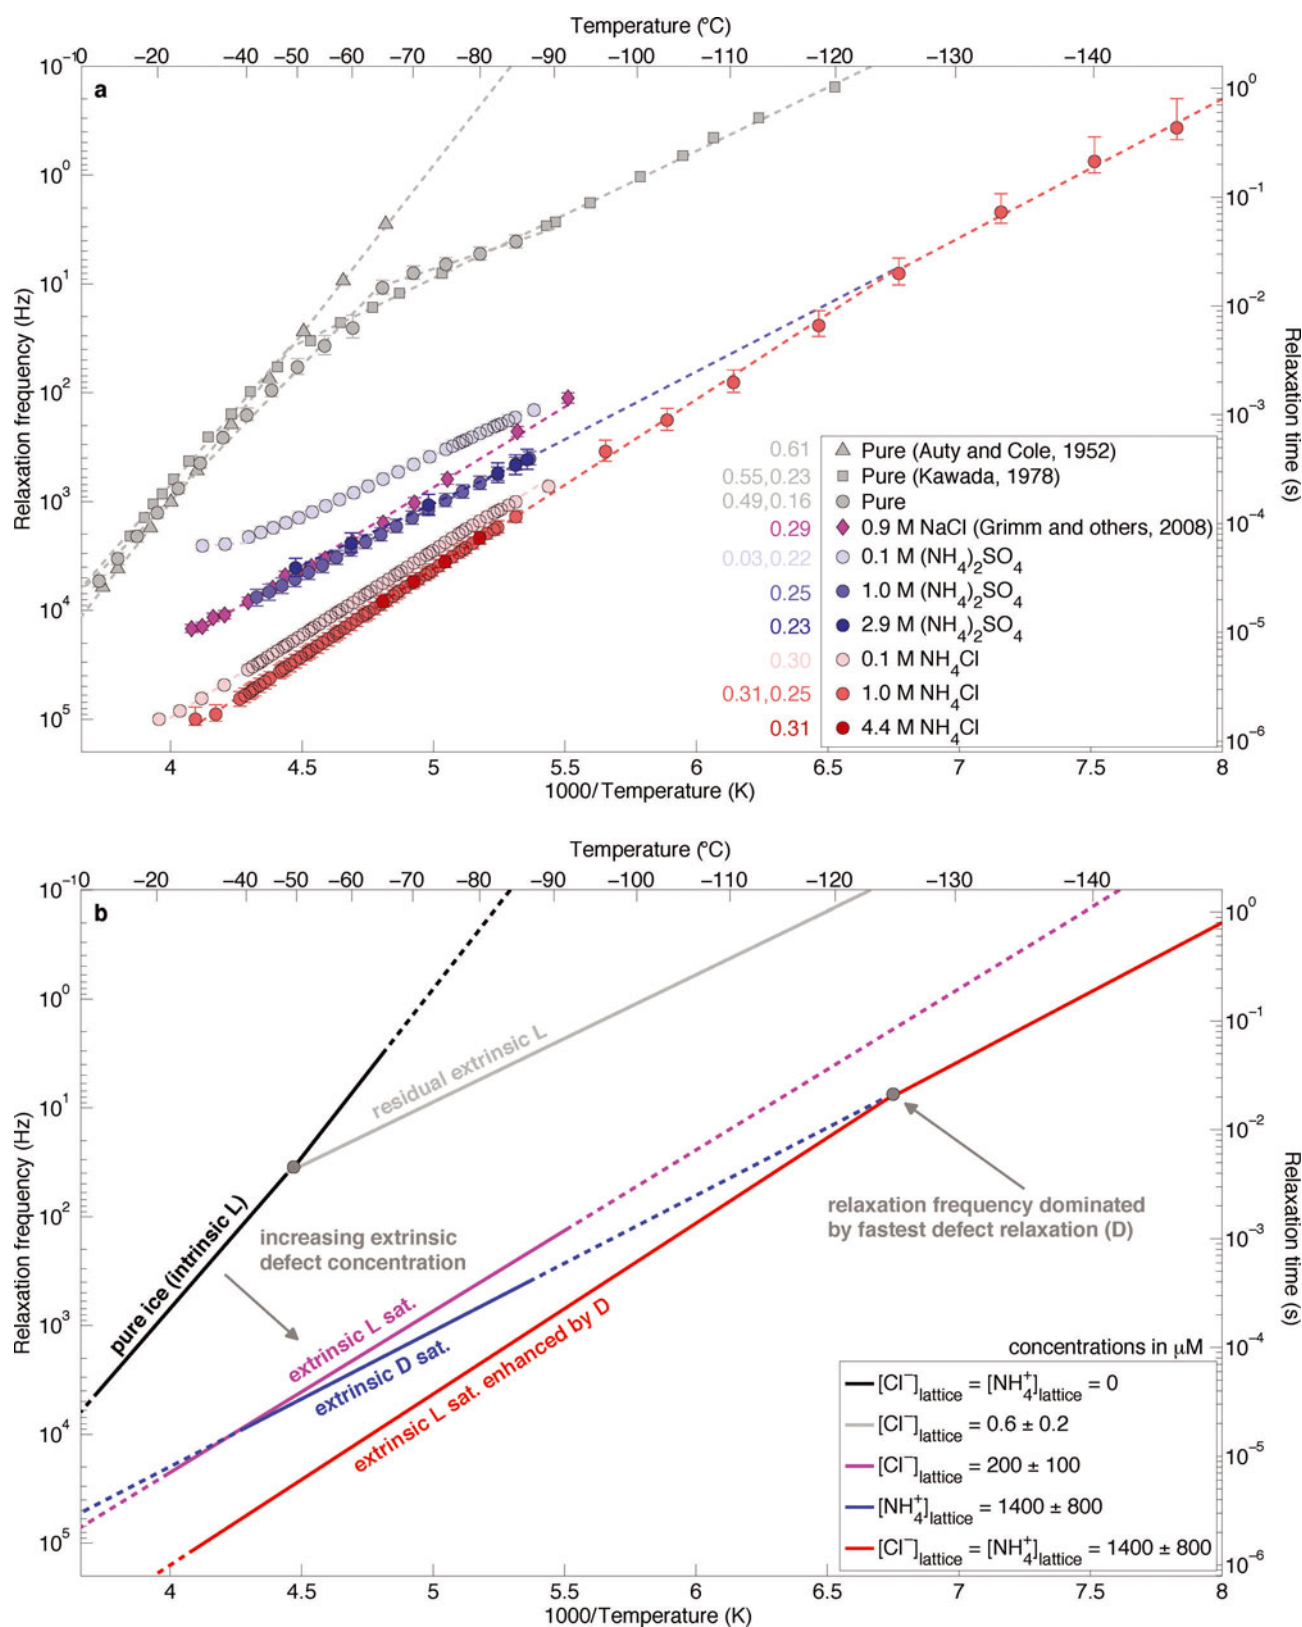 Temperature (°C)
0 −20 −40 −50 −60 −70 −80 −90 −100 −110 −120 −130 −140
a
10⁻¹
10⁰
10¹
10²
10³
10⁴
10⁵
Relaxation frequency (Hz)
10⁰
10⁻¹
10⁻²
10⁻³
10⁻⁴
10⁻⁵
10⁻⁶
Relaxation time (s)
0.61 Pure (Auty and Cole, 1952)
0.55,0.23 Pure (Kawada, 1978)
0.49,0.16 Pure
0.29 0.9 M NaCl (Grimm and others, 2008)
0.03,0.22 0.1 M (NH₄)₂SO₄
0.25 1.0 M (NH₄)₂SO₄
0.23 2.9 M (NH₄)₂SO₄
0.30 0.1 M NH₄Cl
0.31,0.25 1.0 M NH₄Cl
0.31 4.4 M NH₄Cl
4 4.5 5 5.5 6 6.5 7 7.5 8
1000/Temperature (K)
Temperature (°C)
0 −20 −40 −50 −60 −70 −80 −90 −100 −110 −120 −130 −140
b
10⁻¹
10⁰
10¹
10²
10³
10⁴
10⁵
Relaxation frequency (Hz)
10⁰
10⁻¹
10⁻²
10⁻³
10⁻⁴
10⁻⁵
10⁻⁶
Relaxation time (s)
residual extrinsic L
pure ice (intrinsic L)
increasing extrinsic
defect concentration
relaxation frequency dominated
by fastest defect relaxation (D)
extrinsic L sat.
extrinsic D sat.
extrinsic L sat. enhanced by D
concentrations in μM
[Cl⁻]lattice = [NH₄⁺]lattice = 0
[Cl⁻]lattice = 0.6 ± 0.2
[Cl⁻]lattice = 200 ± 100
[NH₄⁺]lattice = 1400 ± 800
[Cl⁻]lattice = [NH₄⁺]lattice = 1400 ± 800
4 4.5 5 5.5 6 6.5 7 7.5 8
1000/Temperature (K)